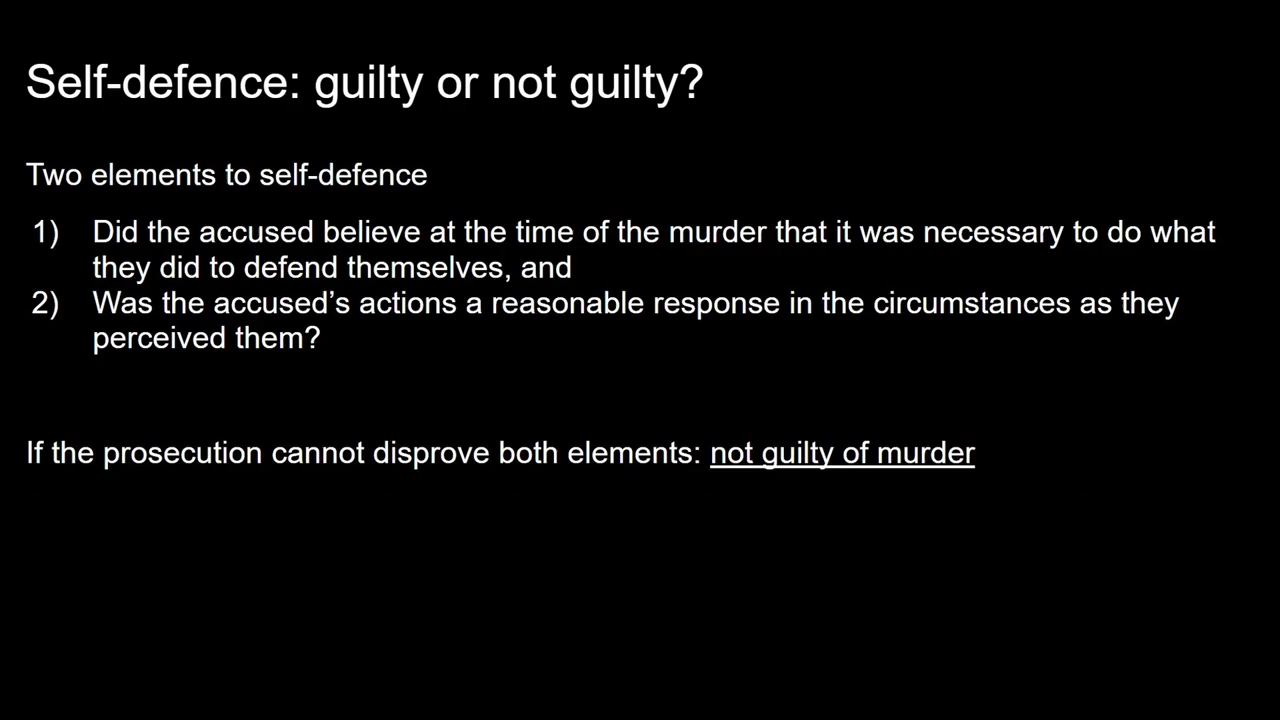 Self-defence: guilty or not guilty?
Two elements to self-defence
1) Did the accused believe at the time of the murder that it was necessary to do what
they did to defend themselves, and
2) Was the accused’s actions a reasonable response in the circumstances as they
perceived them?
If the prosecution cannot disprove both elements: not guilty of murder